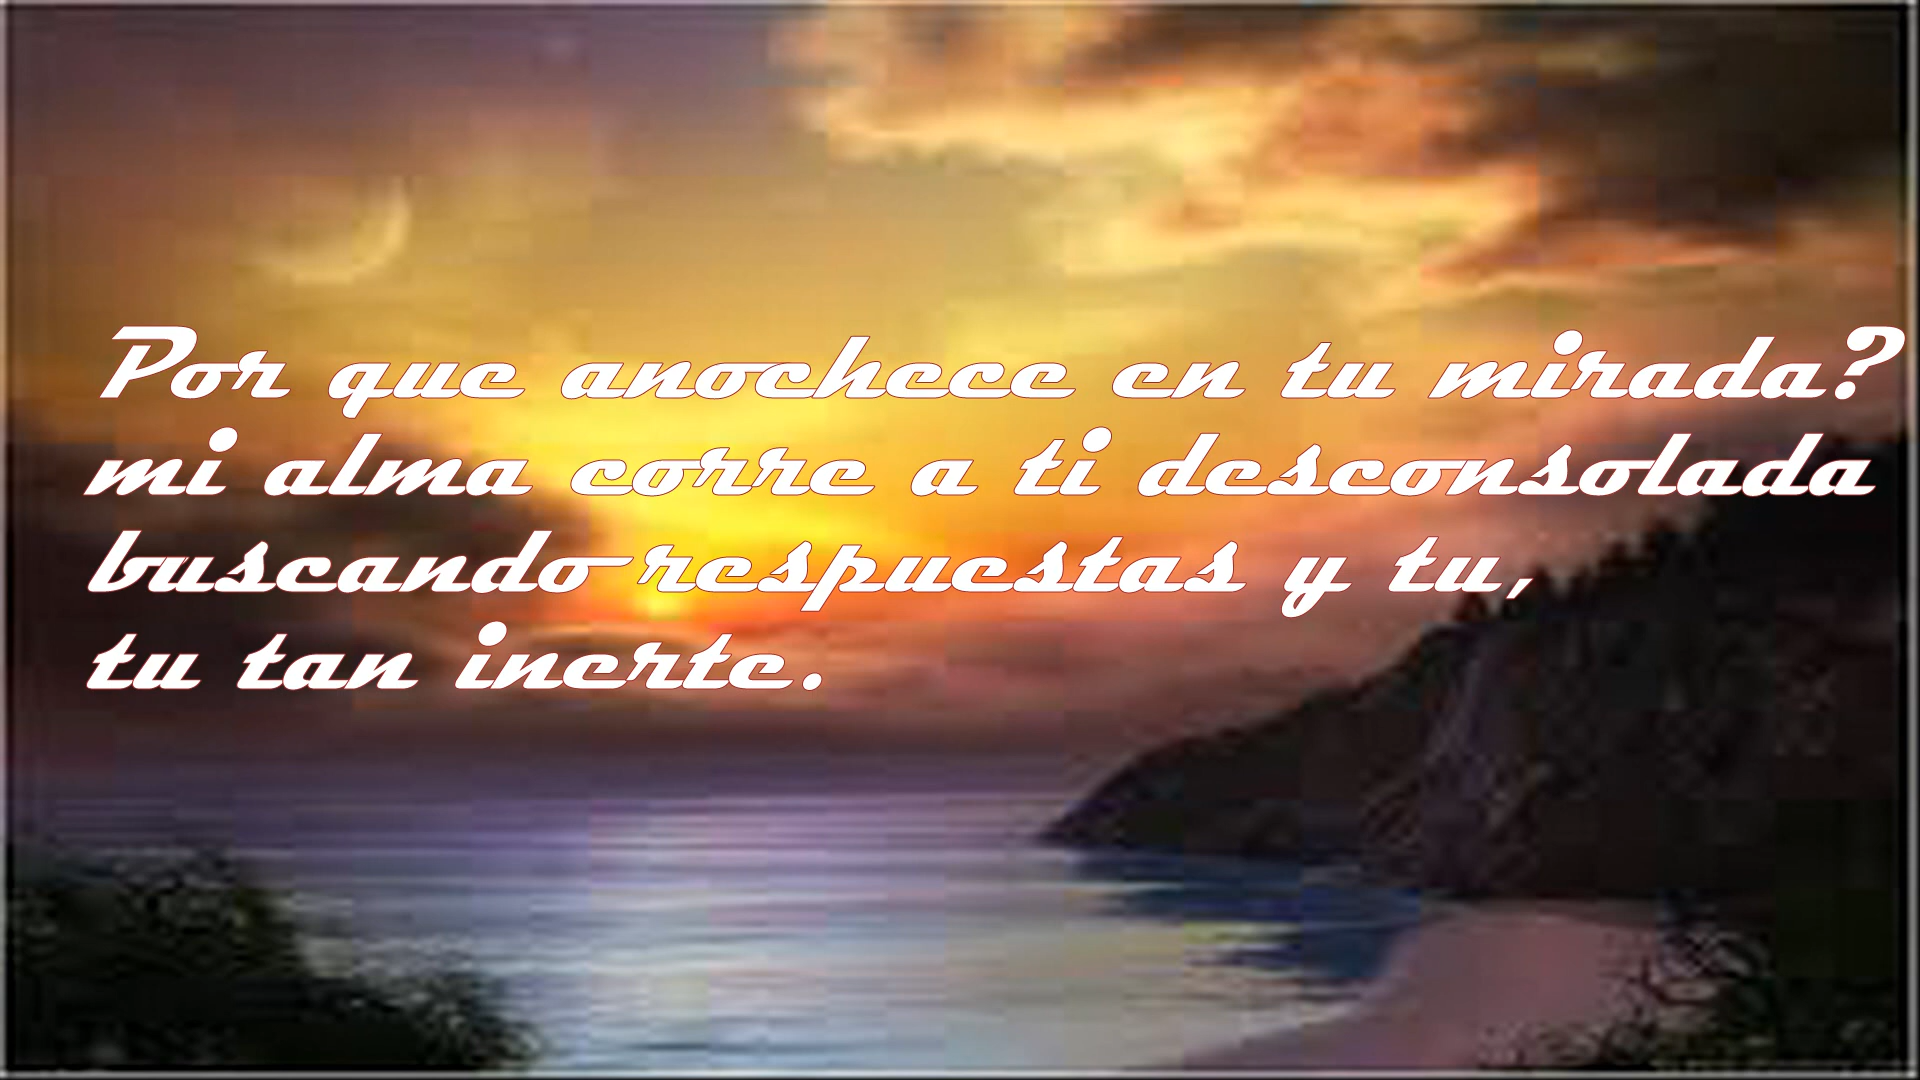 Por que anochece en tu mirada?
mi alma corre a ti desconsolada
buscando respuestas y tu,
tu tan inerte.